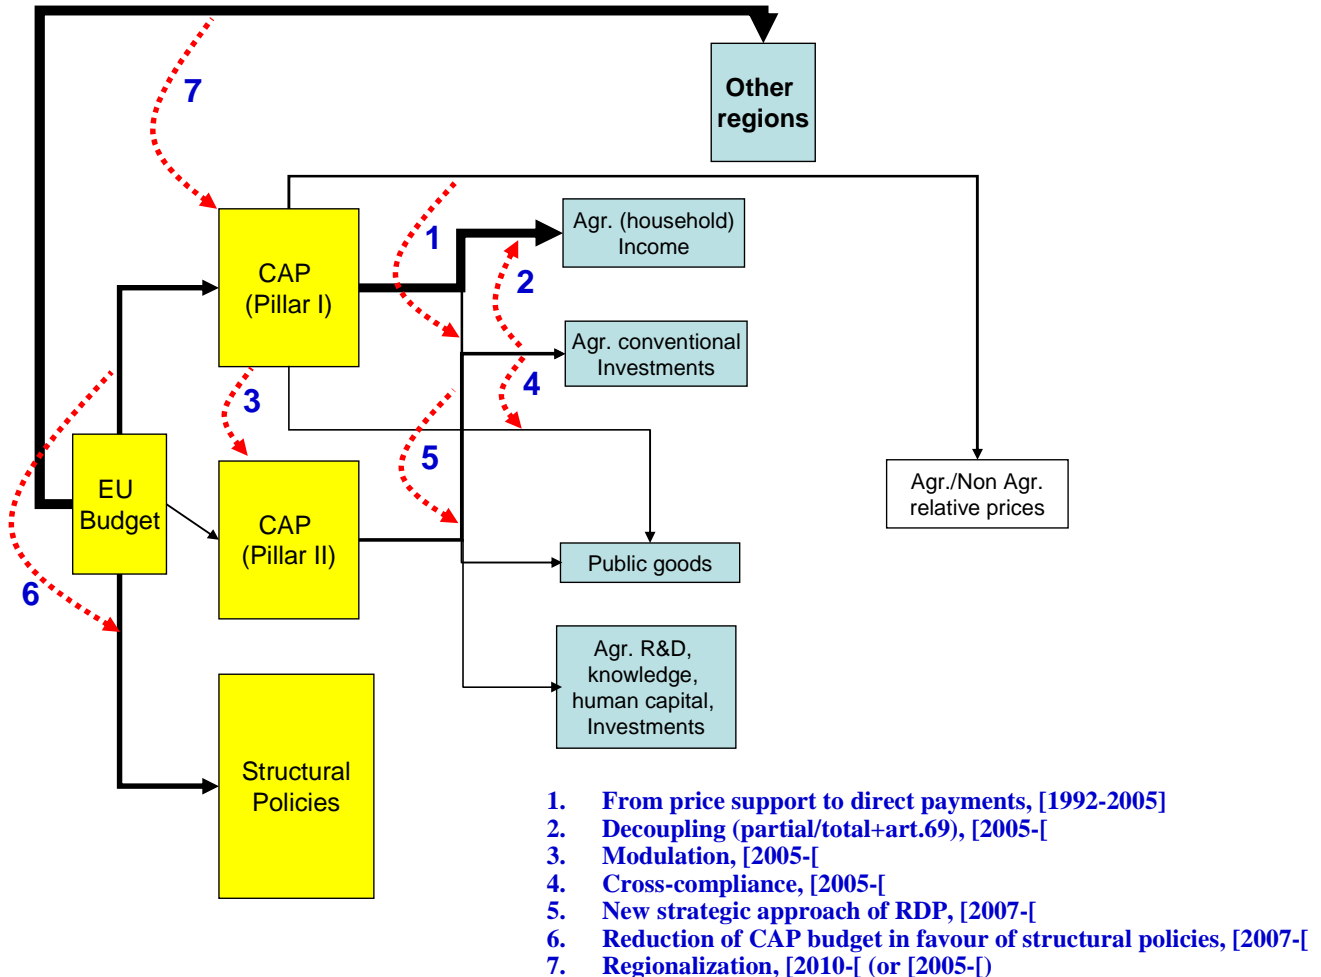 7
Other
regions
Agr. (household)
Income
1
2
CAP
(Pillar I)
Agr. conventional
Investments
3
4
5
EU
Budget
CAP
(Pillar II)
Agr./Non Agr.
relative prices
Public goods
6
Agr. R&D,
knowledge,
human capital,
Investments
Structural
Policies
1. From price support to direct payments, [1992-2005]
2. Decoupling (partial/total+art.69), [2005-[
3. Modulation, [2005-[
4. Cross-compliance, [2005-[
5. New strategic approach of RDP, [2007-[
6. Reduction of CAP budget in favour of structural policies, [2007-[
7. Regionalization, [2010-[ (or [2005-[)